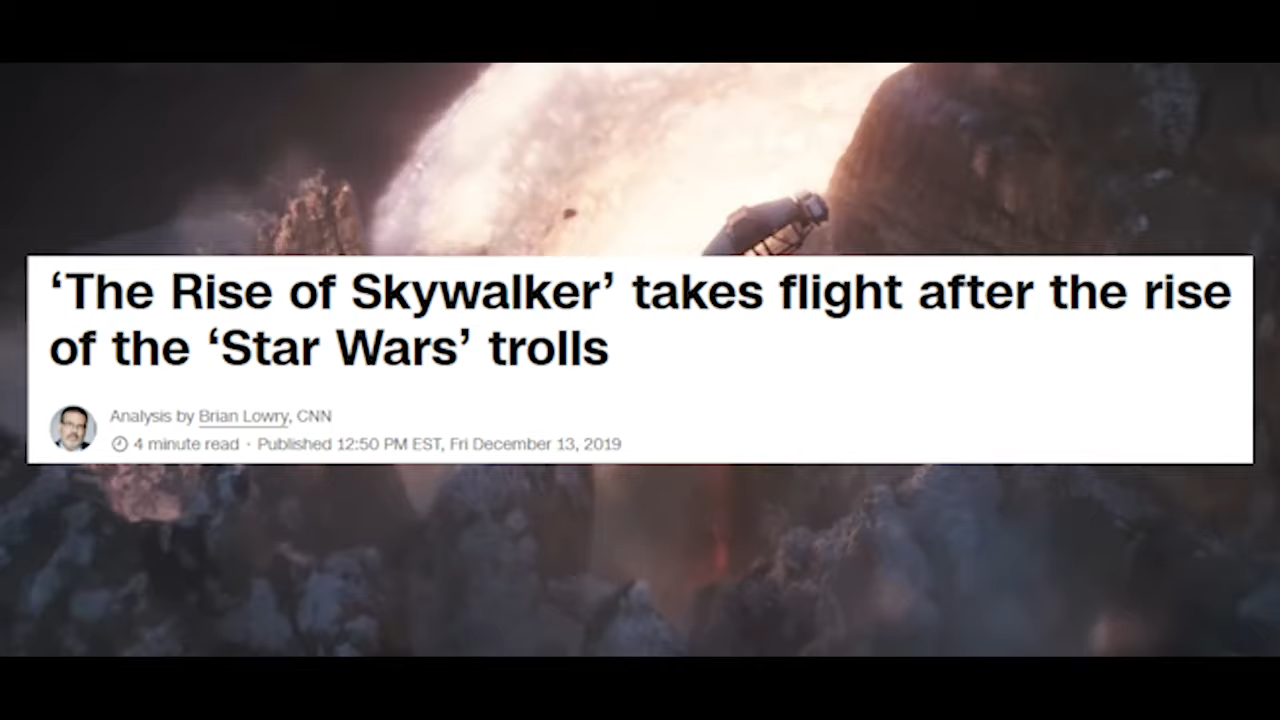 ‘The Rise of Skywalker’ takes flight after the rise
of the ‘Star Wars’ trolls
Analysis by Brian Lowry, CNN
4 minute read · Published 12:50 PM EST, Fri December 13, 2019